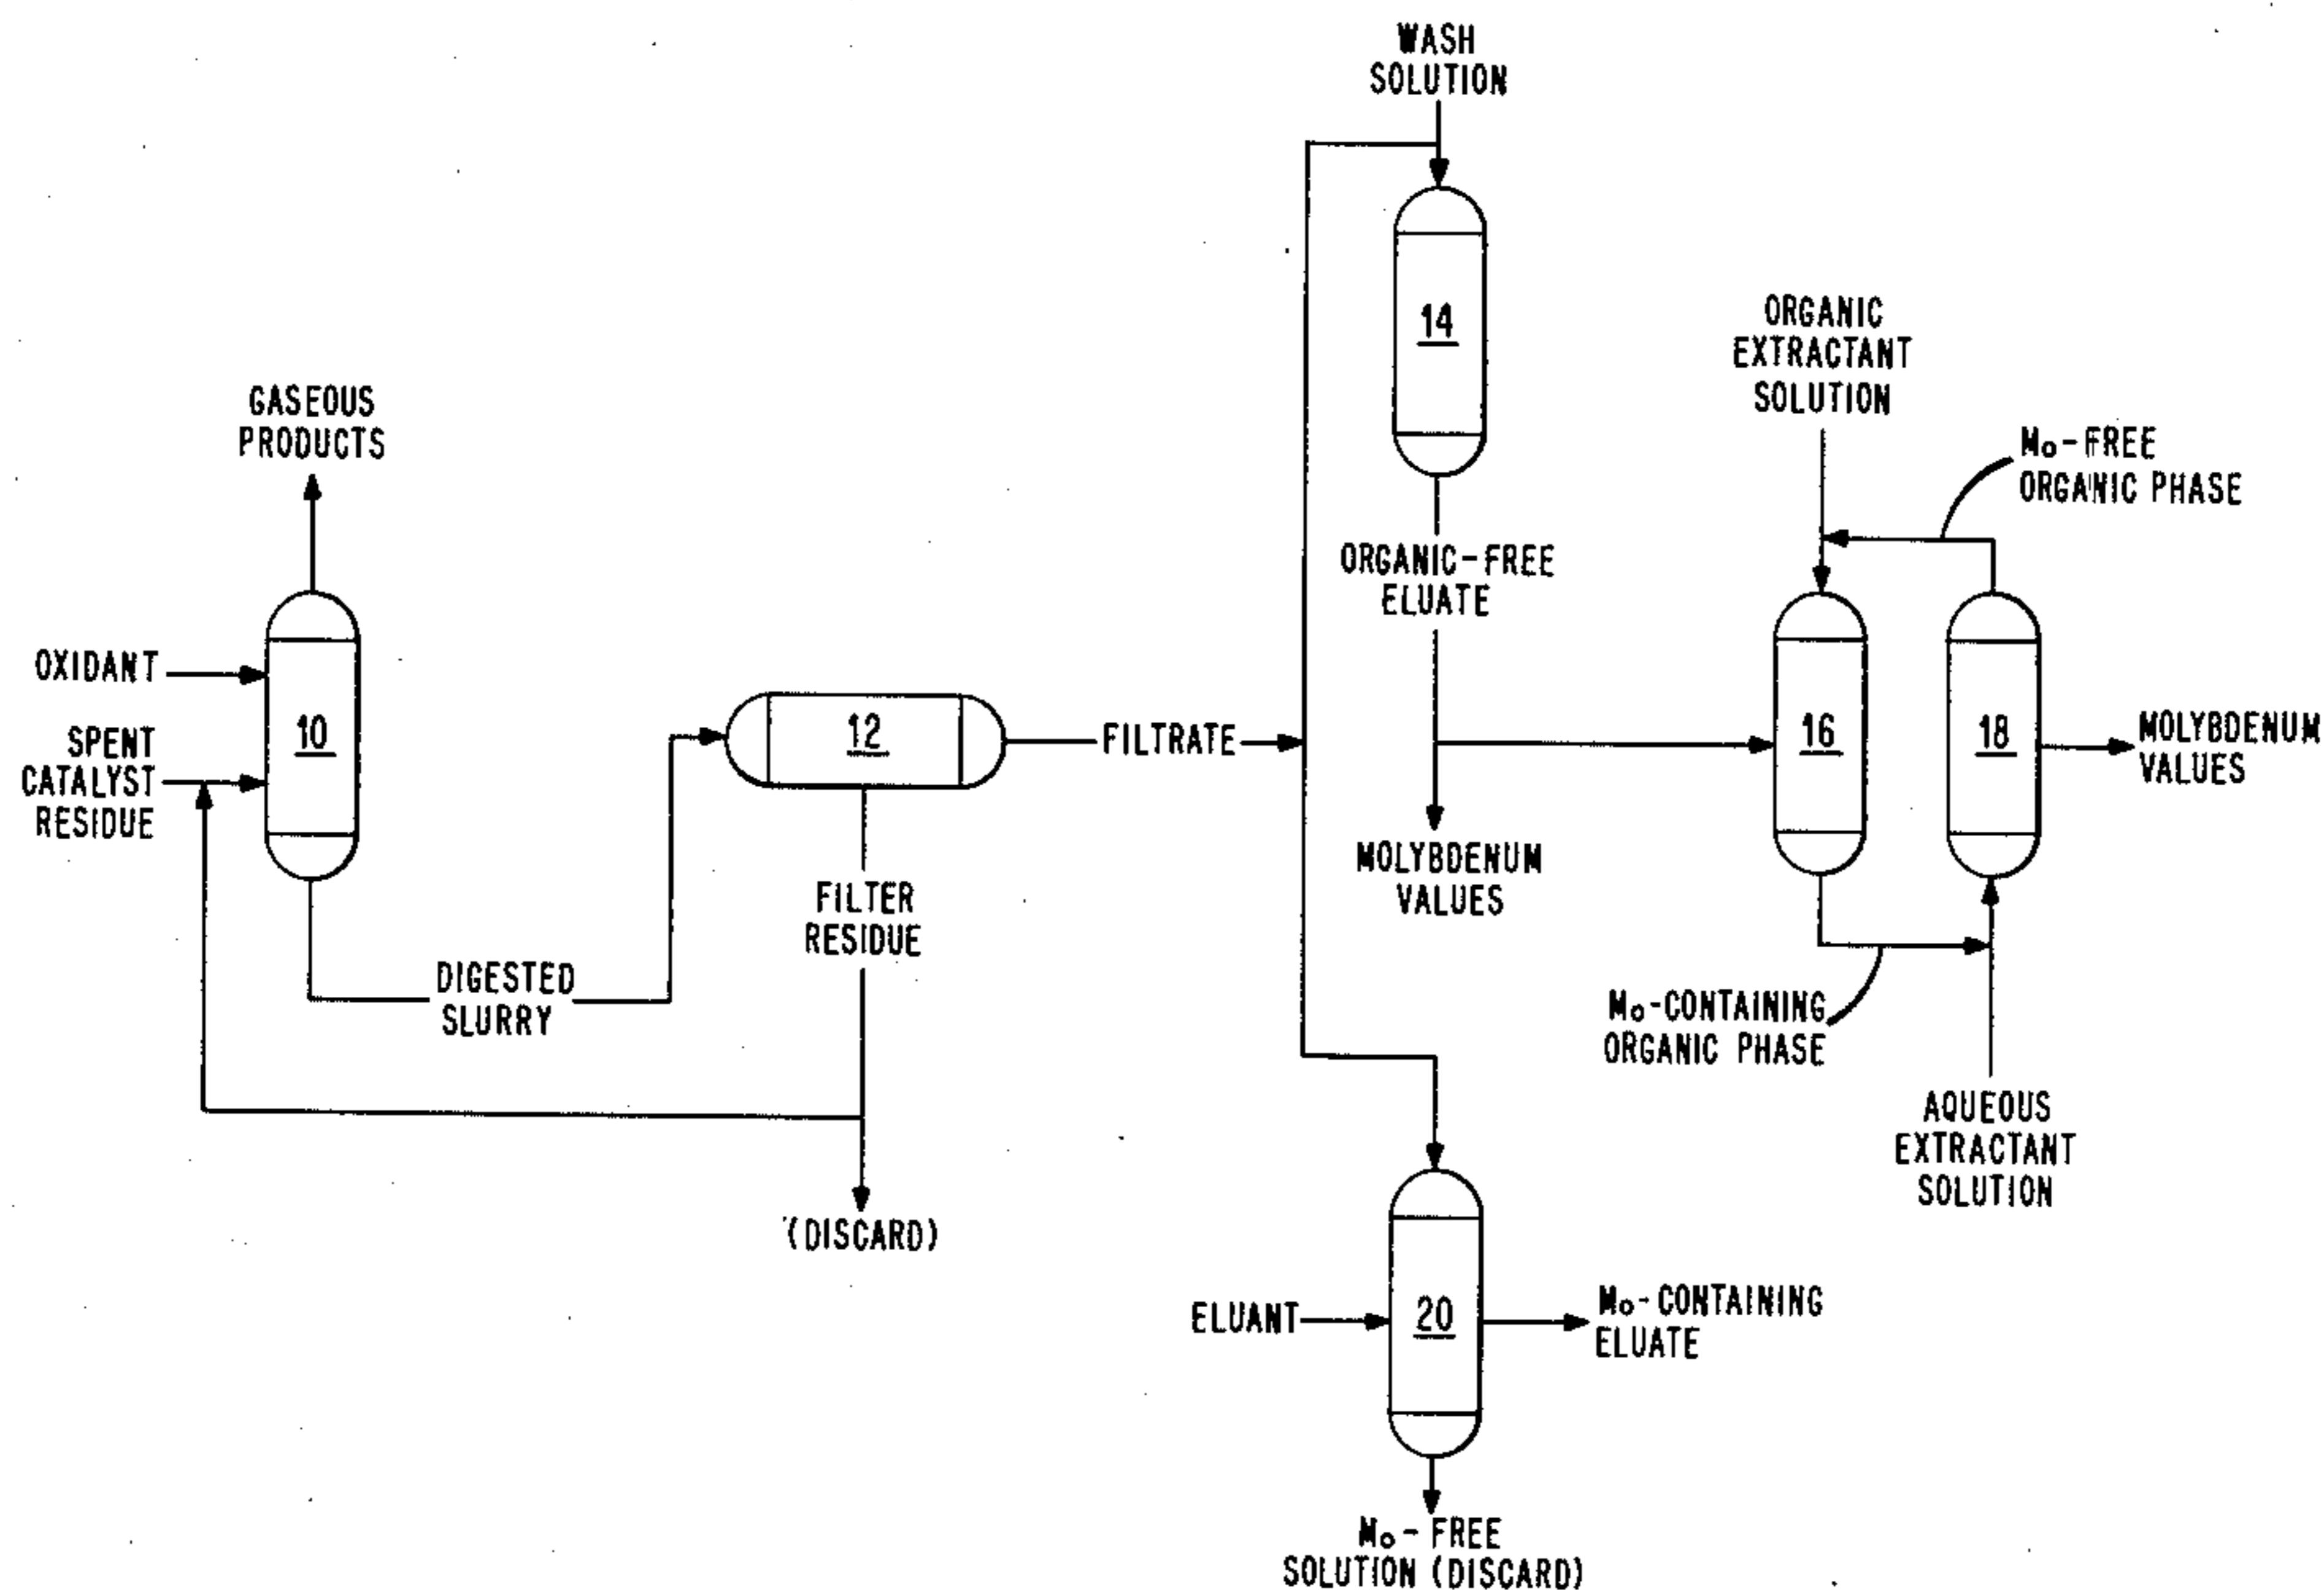 WASH
SOLUTION
14
ORGANIC
EXTRACTANT
SOLUTION
GASEOUS
PRODUCTS
Mo-FREE
ORGANIC PHASE
ORGANIC-FREE
ELUATE
OXIDANT
SPENT
CATALYST
RESIDUE
10
12
FILTRATE
16
18
MOLYBDENUM
VALUES
MOLYBDENUM
VALUES
FILTER
RESIDUE
DIGESTED
SLURRY
Mo-CONTAINING
ORGANIC PHASE
AQUEOUS
EXTRACTANT
SOLUTION
(DISCARD)
ELUANT
20
Mo-CONTAINING
ELUATE
Mo-FREE
SOLUTION (DISCARD)